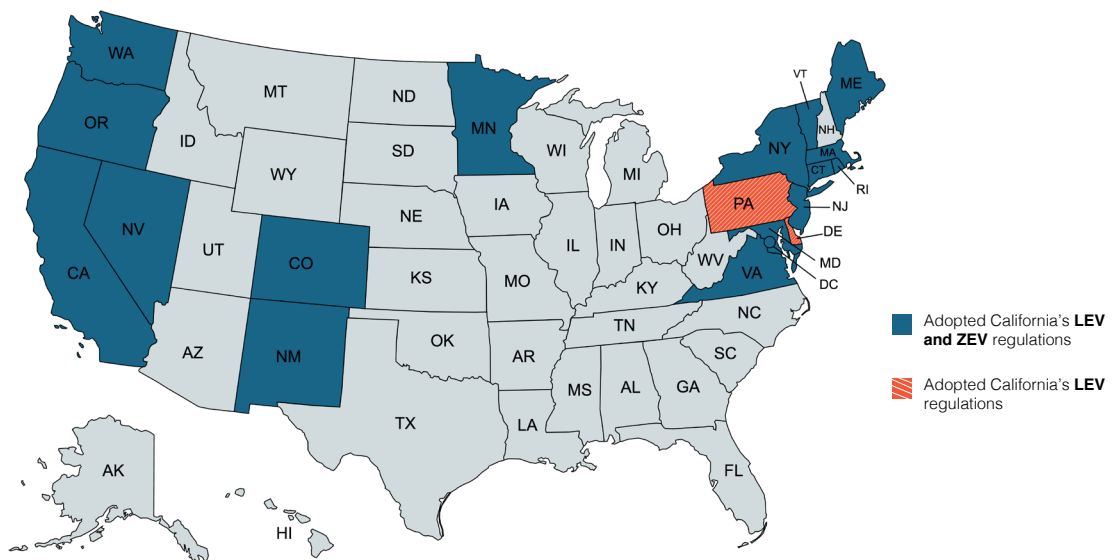 WA
OR
CA
NV
ID
MT
WY
UT
AZ
CO
NM
ND
SD
NE
KS
OK
TX
MN
IA
MO
AR
LA
WI
IL
MI
IN
OH
KY
TN
MS
AL
GA
FL
SC
NC
VA
WV
PA
NY
VT
NH
ME
MA
CT
RI
NJ
DE
MD
DC
AK
HI
Adopted California's LEV
and ZEV regulations
Adopted California's LEV
regulations